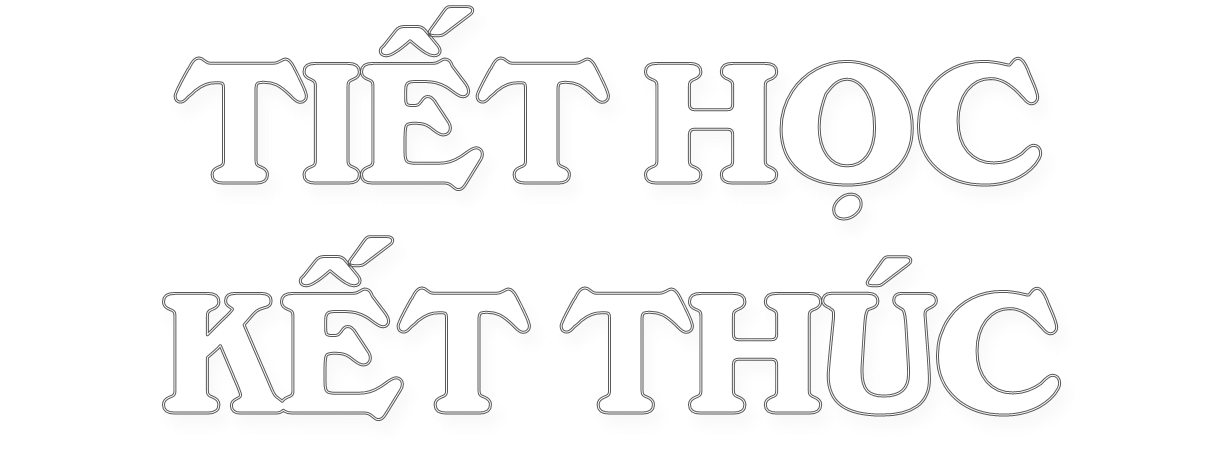 TIẾT HỌC
KẾT THÚC